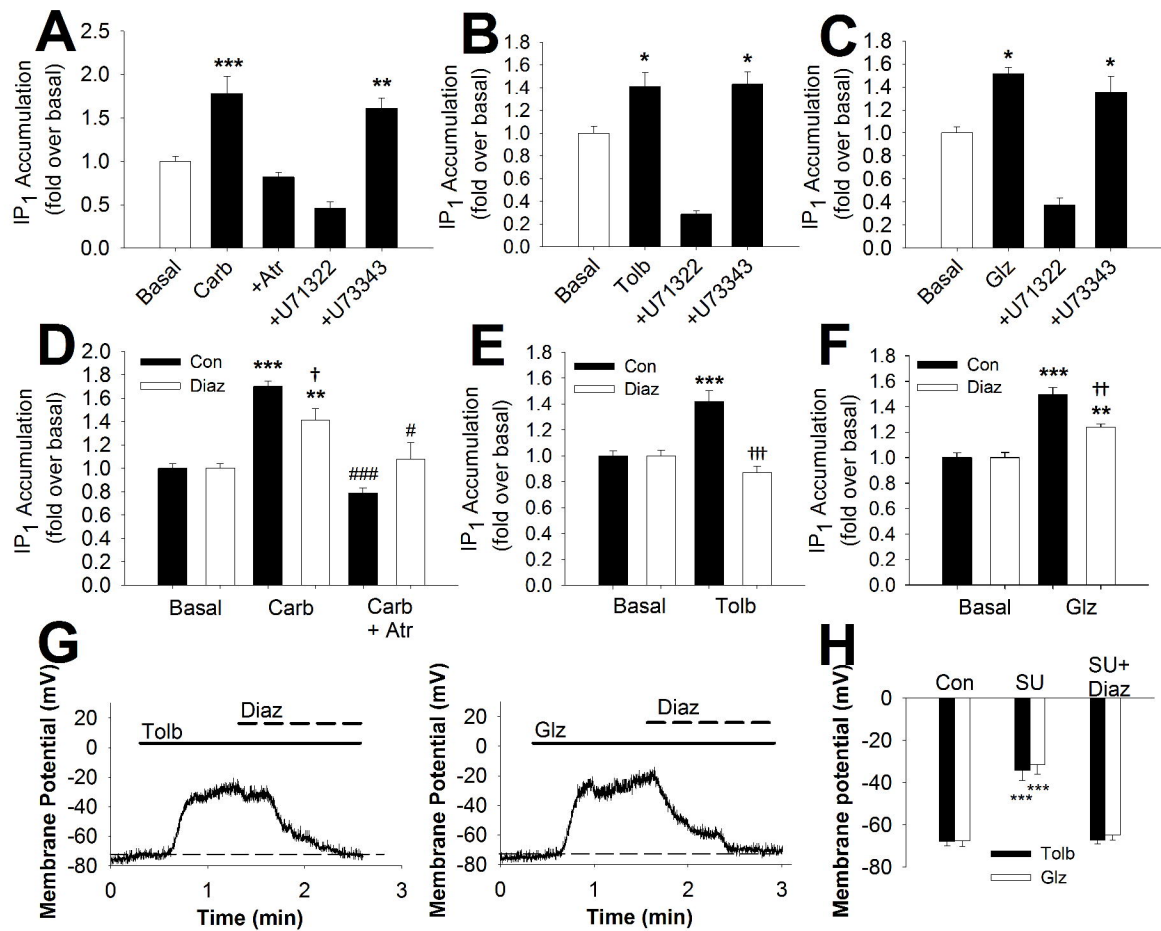 A
IP1 Accumulation
(fold over basal)
2.5
2.0
1.5
1.0
0.5
0.0
***
**
Basal
Carb
+Atr
+U71322
+U73343
B
IP1 Accumulation
(fold over basal)
1.8
1.6
1.4
1.2
1.0
0.8
0.6
0.4
0.2
0.0
*
*
Basal
Tolb
+U71322
+U73343
C
IP1 Accumulation
(fold over basal)
1.8
1.6
1.4
1.2
1.0
0.8
0.6
0.4
0.2
0.0
*
*
Basal
Glz
+U71322
+U73343
D
IP1 Accumulation
(fold over basal)
2.0
1.8
1.6
1.4
1.2
1.0
0.8
0.6
0.4
0.2
0.0
Con
Diaz
***
†
**
###
#
Basal
Carb
Carb
+ Atr
E
IP1 Accumulation
(fold over basal)
1.8
1.6
1.4
1.2
1.0
0.8
0.6
0.4
0.2
0.0
Con
Diaz
***
†††
Basal
Tolb
F
IP1 Accumulation
(fold over basal)
1.8
1.6
1.4
1.2
1.0
0.8
0.6
0.4
0.2
0.0
Con
Diaz
***
††
**
Basal
Glz
G
Membrane Potential (mV)
20
0
-20
-40
-60
-80
Diaz
Tolb
0 1 2 3
Time (min)
Membrane Potential (mV)
20
0
-20
-40
-60
-80
Diaz
Glz
0 1 2 3
Time (min)
H
Membrane potential (mV)
0
-20
-40
-60
-80
Con
SU
SU+
Diaz
***
***
Tolb
Glz